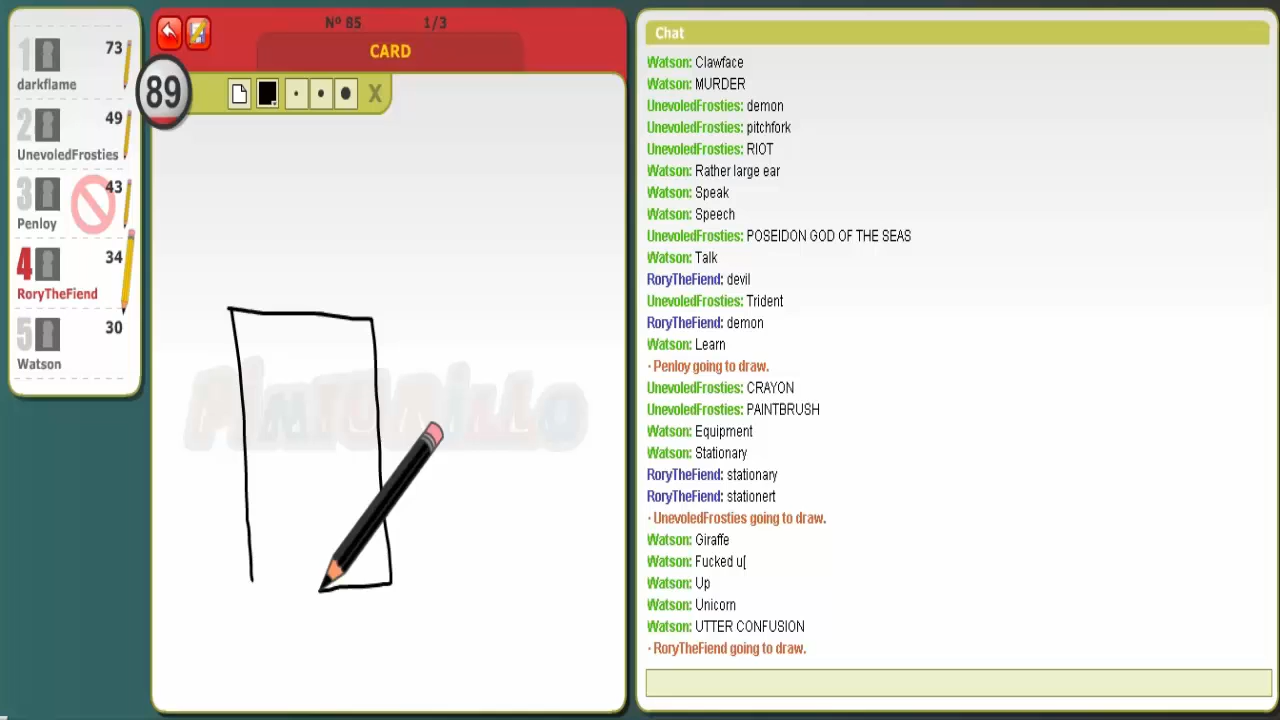 1
73
darkflame
2
49
UnevoledFrosties
3
43
Penloy
4
34
RoryTheFiend
5
30
Watson
Nº 85
1/3
CARD
89
X
Pinturillo
Chat
Watson: Clawface
Watson: MURDER
UnevoledFrosties: demon
UnevoledFrosties: pitchfork
UnevoledFrosties: RIOT
Watson: Rather large ear
Watson: Speak
Watson: Speech
UnevoledFrosties: POSEIDON GOD OF THE SEAS
Watson: Talk
RoryTheFiend: devil
UnevoledFrosties: Trident
RoryTheFiend: demon
Watson: Learn
· Penloy going to draw.
UnevoledFrosties: CRAYON
UnevoledFrosties: PAINTBRUSH
Watson: Equipment
Watson: Stationary
RoryTheFiend: stationary
RoryTheFiend: stationert
· UnevoledFrosties going to draw.
Watson: Giraffe
Watson: Fucked u[
Watson: Up
Watson: Unicorn
Watson: UTTER CONFUSION
· RoryTheFiend going to draw.